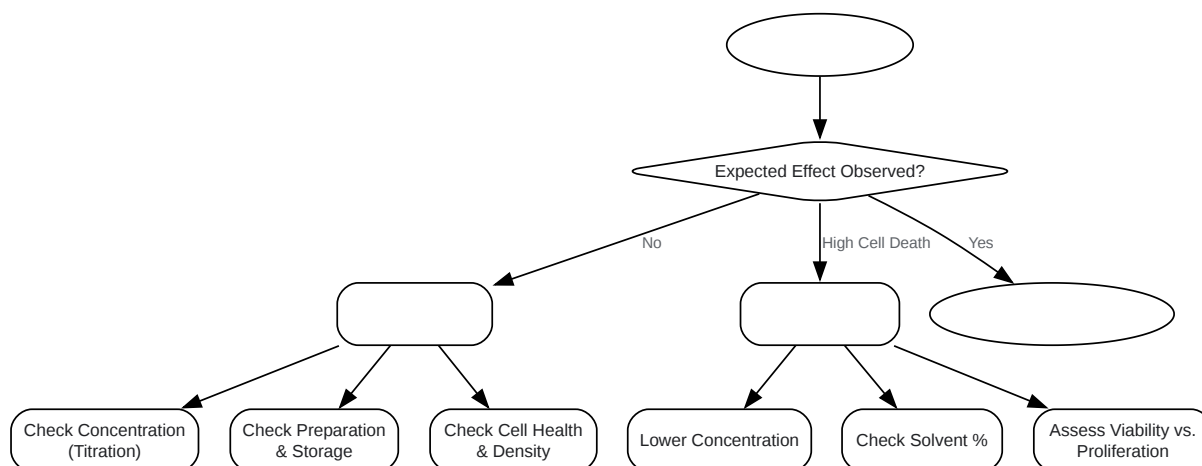 Expected Effect Observed?
No
High Cell Death
Yes
Check Concentration
(Titration)
Check Preparation
& Storage
Check Cell Health
& Density
Lower Concentration
Check Solvent %
Assess Viability vs.
Proliferation